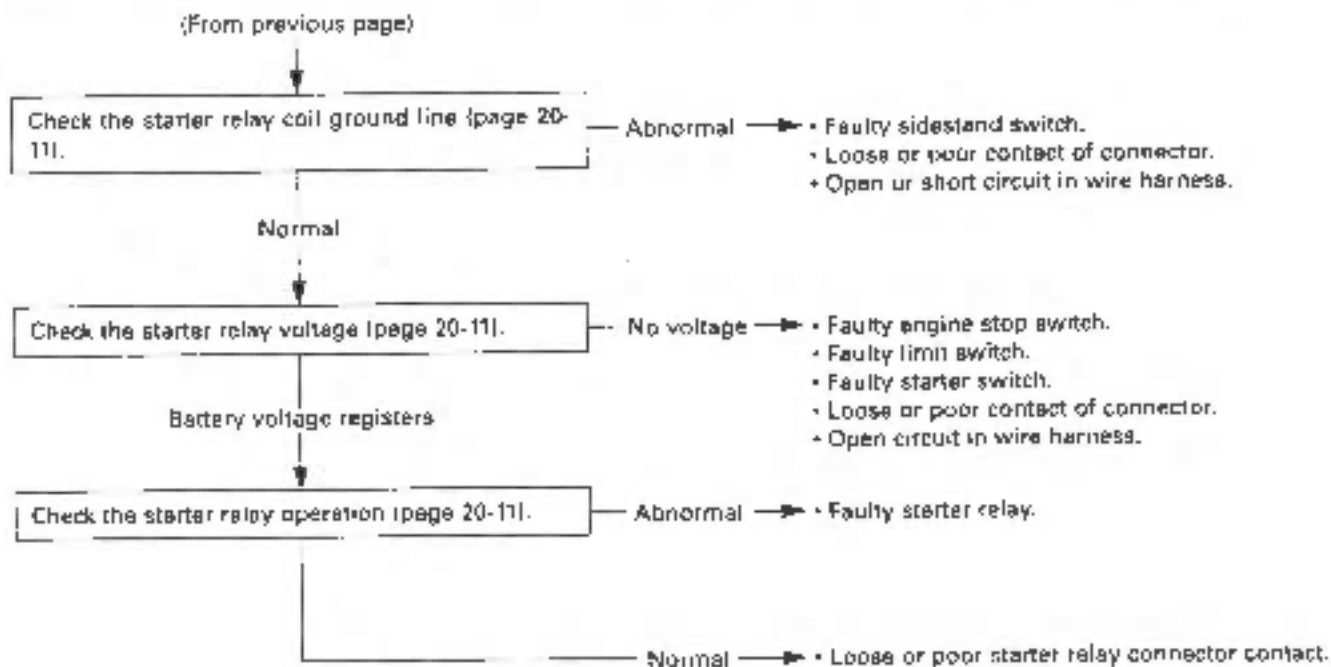 (From previous page)
Check the starter relay coil ground line (page 20-
11).
Abnormal
• Faulty sidestand switch.
• Loose or poor contact of connector.
• Open or short circuit in wire harness.
Normal
Check the starter relay voltage (page 20-11).
No voltage
• Faulty engine stop switch.
• Faulty limit switch.
• Faulty starter switch.
• Loose or poor contact of connector.
• Open circuit in wire harness.
Battery voltage registers
Check the starter relay operation (page 20-11).
Abnormal
• Faulty starter relay.
Normal
• Loose or poor starter relay connector contact.